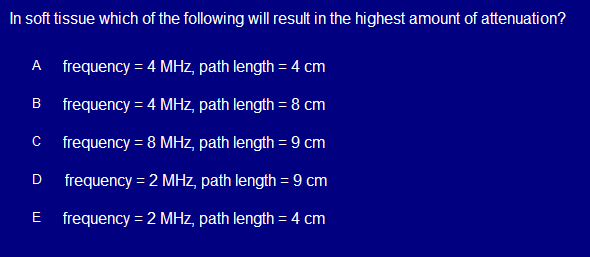 In soft tissue which of the following will result in the highest amount of attenuation?
A frequency = 4 MHz, path length = 4 cm
B frequency = 4 MHz, path length = 8 cm
C frequency = 8 MHz, path length = 9 cm
D frequency = 2 MHz, path length = 9 cm
E frequency = 2 MHz, path length = 4 cm